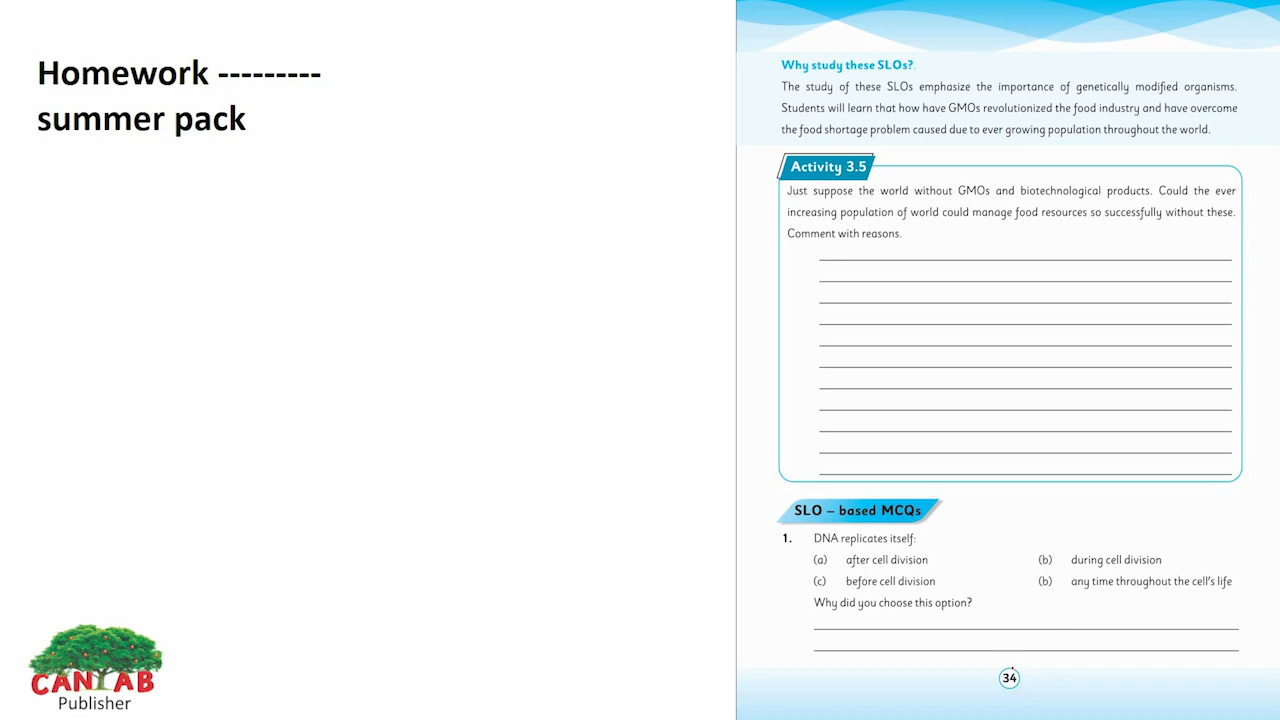 Homework ---------
summer pack
CANTAB
Publisher
Why study these SLOs?.
The study of these SLOs emphasize the importance of genetically modified organisms.
Students will learn that how have GMOs revolutionized the food industry and have overcome
the food shortage problem caused due to ever growing population throughout the world.
Activity 3.5
Just suppose the world without GMOs and biotechnological products. Could the ever
increasing population of world could manage food resources so successfully without these.
Comment with reasons.
SLO – based MCQs
1. DNA replicates itself:
(a) after cell division (b) during cell division
(c) before cell division (b) any time throughout the cell's life
Why did you choose this option?
34